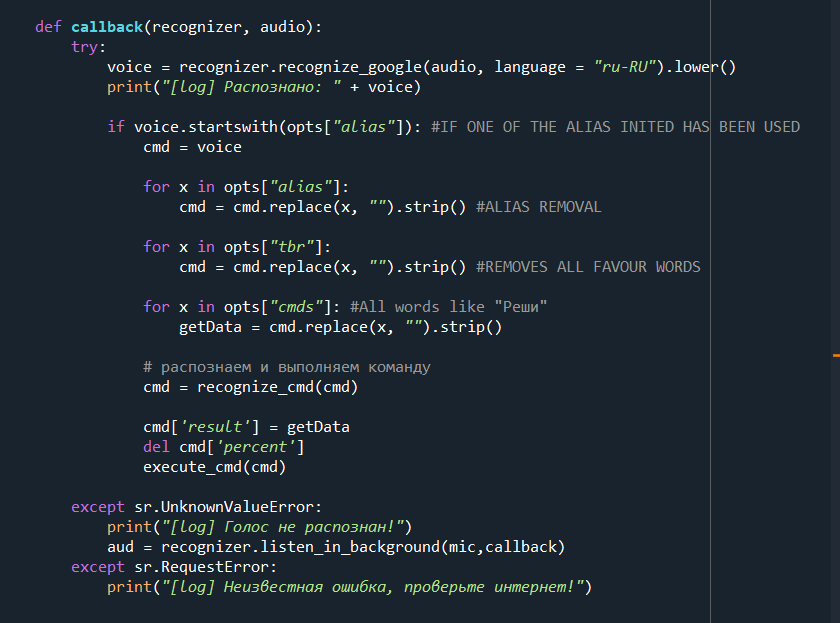 def callback(recognizer, audio):
    try:
        voice = recognizer.recognize_google(audio, language = "ru-RU").lower()
        print("[log] Распознано: " + voice)

        if voice.startswith(opts["alias"]): #IF ONE OF THE ALIAS INITED HAS BEEN USED
            cmd = voice

            for x in opts["alias"]:
                cmd = cmd.replace(x, "").strip() #ALIAS REMOVAL

            for x in opts["tbr"]:
                cmd = cmd.replace(x, "").strip() #REMOVES ALL FAVOUR WORDS

            for x in opts["cmds"]: #All words like "Реши"
                getData = cmd.replace(x, "").strip()

            # распознаем и выполняем команду
            cmd = recognize_cmd(cmd)

            cmd['result'] = getData
            del cmd['percent']
            execute_cmd(cmd)

    except sr.UnknownValueError:
        print("[log] Голос не распознан!")
        aud = recognizer.listen_in_background(mic,callback)
    except sr.RequestError:
        print("[log] Неизвестная ошибка, проверьте интернет!")